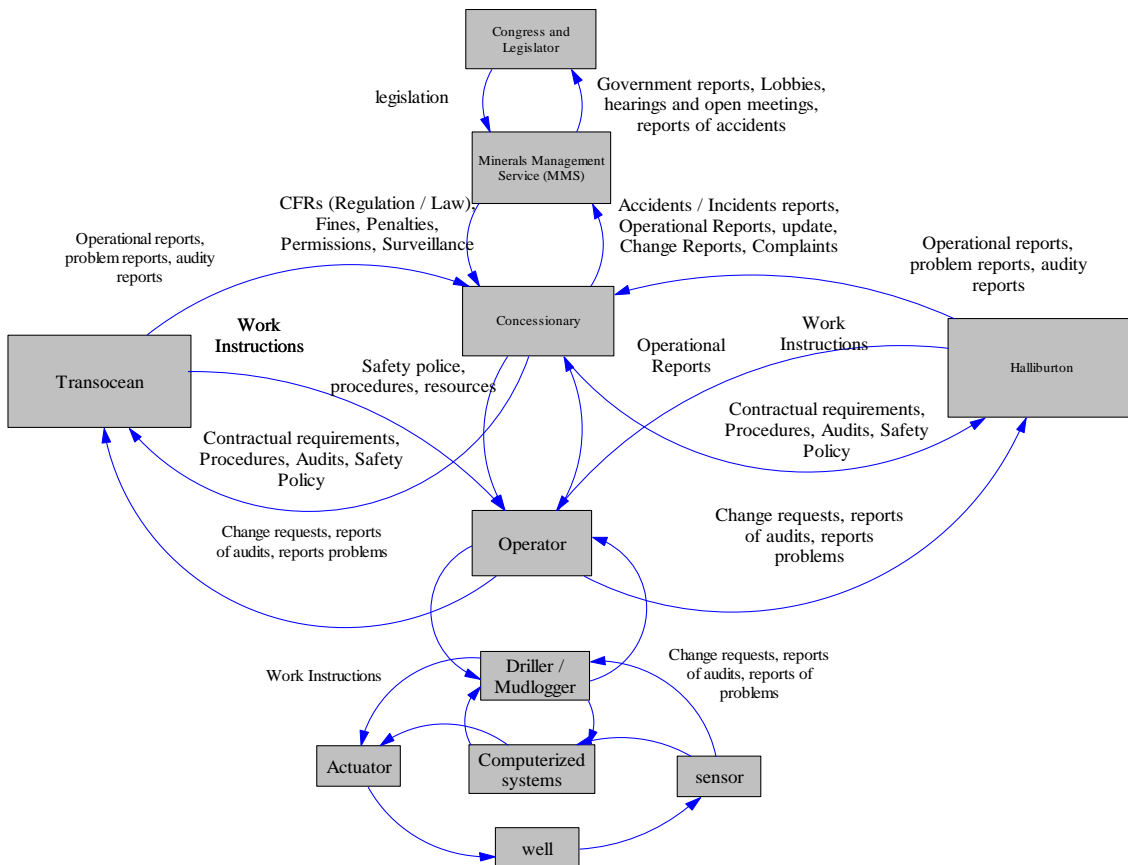 Congress and
Legislator
legislation
Government reports, Lobbies,
hearings and open meetings,
reports of accidents
Minerals Management
Service (MMS)
CFRs (Regulation / Law),
Fines, Penalties,
Permissions, Surveillance
Accidents / Incidents reports,
Operational Reports, update,
Change Reports, Complaints
Operational reports,
problem reports, audity
reports
Operational reports,
problem reports, audity
reports
Concessionary
Work
Instructions
Work
Instructions
Operational
Reports
Safety police,
procedures, resources
Transocean
Halliburton
Contractual requirements,
Procedures, Audits, Safety
Policy
Contractual requirements,
Procedures, Audits, Safety
Policy
Change requests, reports
of audits, reports problems
Operator
Change requests, reports
of audits, reports
problems
Work Instructions
Driller /
Mudlogger
Change requests, reports
of audits, reports of
problems
Actuator
Computerized
systems
sensor
well